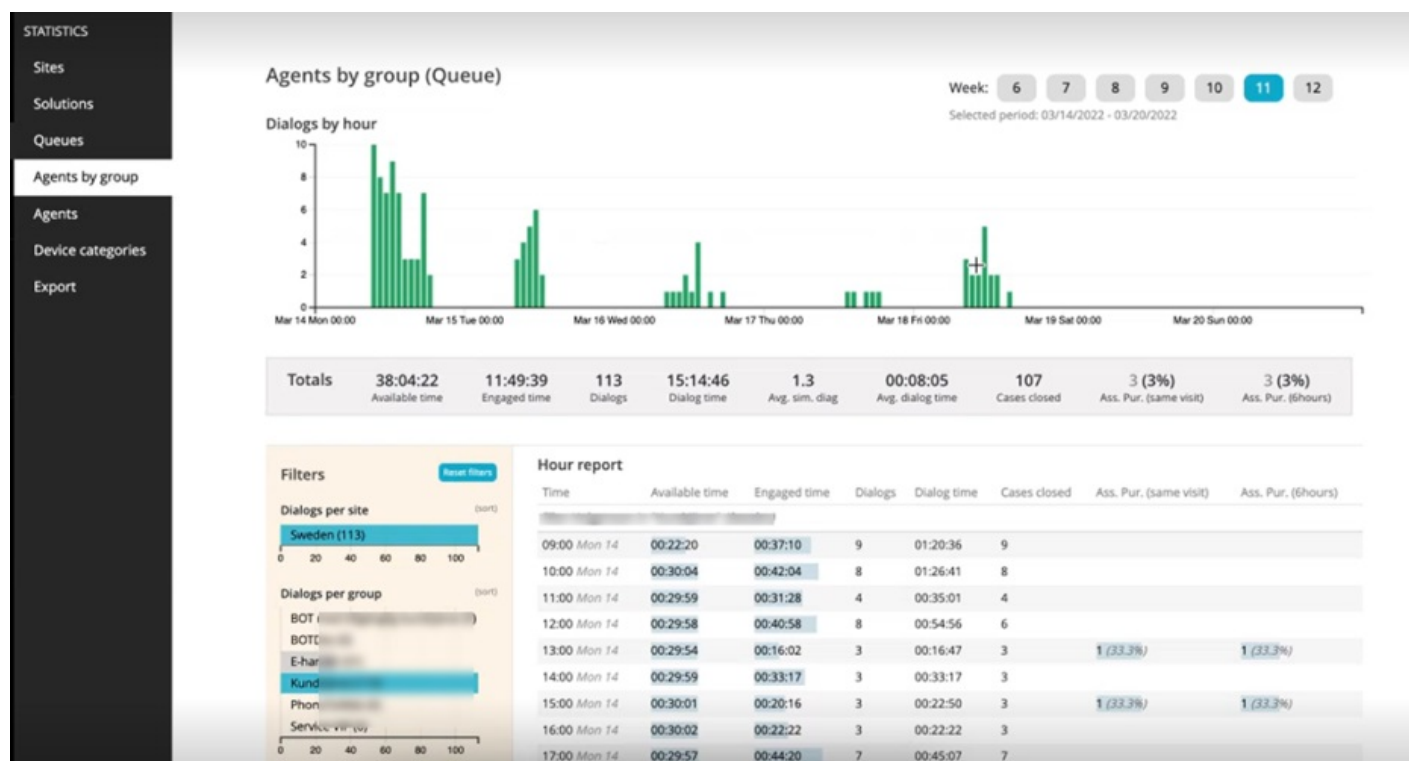 STATISTICS
Sites
Solutions
Queues
Agents by group
Agents
Device categories
Export
Agents by group (Queue)
Week: 6 7 8 9 10 11 12
Selected period: 03/14/2022 - 03/20/2022
Dialogs by hour
10
8
6
4
2
0
Mar 14 Mon 00:00 Mar 15 Tue 00:00 Mar 16 Wed 00:00 Mar 17 Thu 00:00 Mar 18 Fri 00:00 Mar 19 Sat 00:00 Mar 20 Sun 00:00
Totals 38:04:22 11:49:39 113 15:14:46 1.3 00:08:05 107 3 (3%) 3 (3%)
Available time Engaged time Dialogs Dialog time Avg. sim. diag Avg. dialog time Cases closed Ass. Pur. (same visit) Ass. Pur. (6hours)
Filters Reset filters
Dialogs per site (sort)
Sweden (113)
0 20 40 60 80 100
Dialogs per group (sort)
BOT
BOT
E-har
Kund
Phon
Service VIP (6)
0 20 40 60 80 100
Hour report
Time Available time Engaged time Dialogs Dialog time Cases closed Ass. Pur. (same visit) Ass. Pur. (6hours)
09:00 Mon 14 00:22:20 00:37:10 9 01:20:36 9
10:00 Mon 14 00:30:04 00:42:04 8 01:26:41 8
11:00 Mon 14 00:29:59 00:31:28 4 00:35:01 4
12:00 Mon 14 00:29:58 00:40:58 8 00:54:56 6
13:00 Mon 14 00:29:54 00:16:02 3 00:16:47 3 1 (33.3%) 1 (33.3%)
14:00 Mon 14 00:29:59 00:33:17 3 00:33:17 3
15:00 Mon 14 00:30:01 00:20:16 3 00:22:50 3 1 (33.3%) 1 (33.3%)
16:00 Mon 14 00:30:02 00:22:22 3 00:22:22 3
17:00 Mon 14 00:29:57 00:44:20 7 00:45:07 7